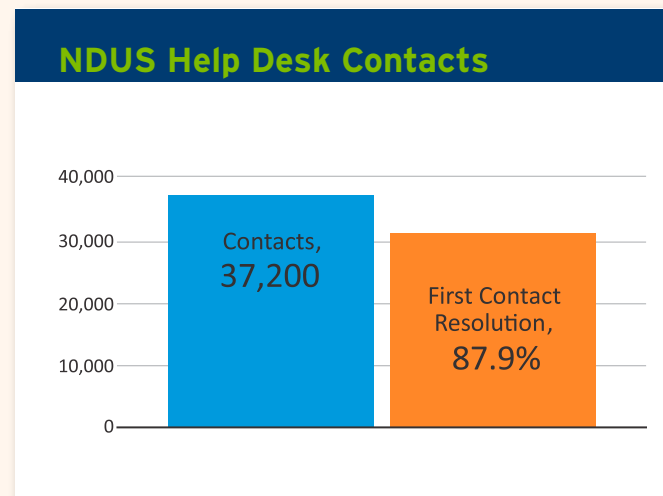 NDUS Help Desk Contacts
40,000
30,000
20,000
10,000
0
Contacts,
37,200
First Contact
Resolution,
87.9%